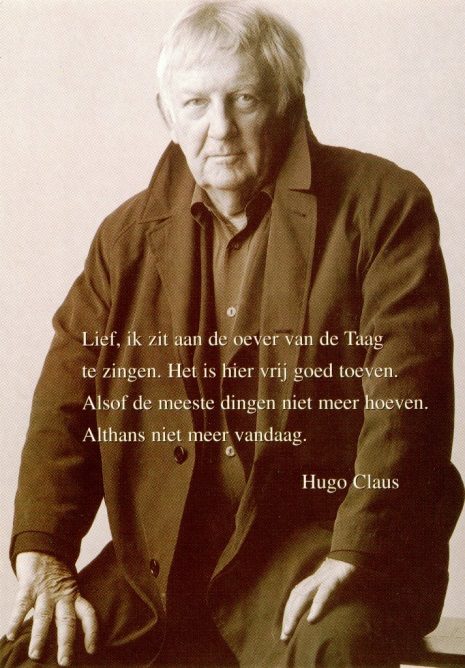 Lief, ik zit aan de oever van de Taag
te zingen. Het is hier vrij goed toeven.
Alsof de meeste dingen niet meer hoeven.
Althans niet meer vandaag.
Hugo Claus